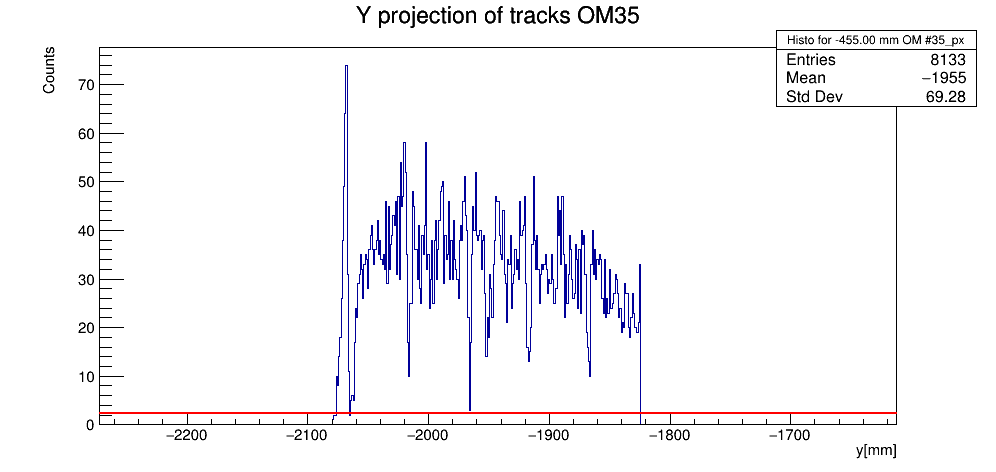 Y projection of tracks OM35
Histo for -455.00 mm OM #35_px
Entries 8133
Mean −1955
Std Dev 69.28
Counts
70
60
50
40
30
20
10
0
−2200 −2100 −2000 −1900 −1800 −1700
y[mm]